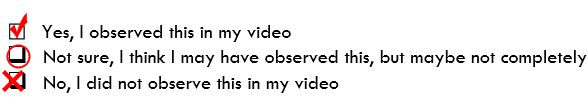 Yes, I observed this in my video
Not sure, I think I may have observed this, but maybe not completely
No, I did not observe this in my video